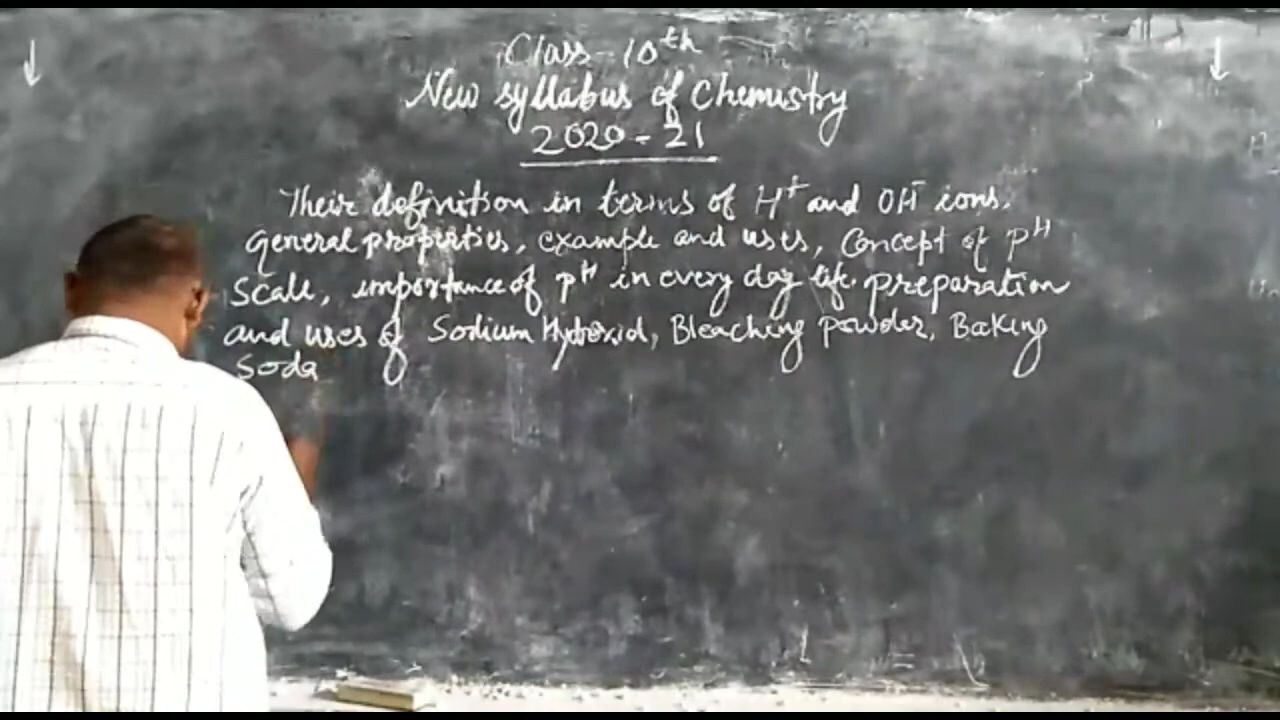 Class-10th
New syllabus of Chemistry
2020-21
Their definition in terms of H+ and OH- ions.
General properties, example and uses, Concept of pH
Scale, importance of pH in every day life. preparation
and uses of Sodium Hydroxid, Bleaching powder, Baking
Soda